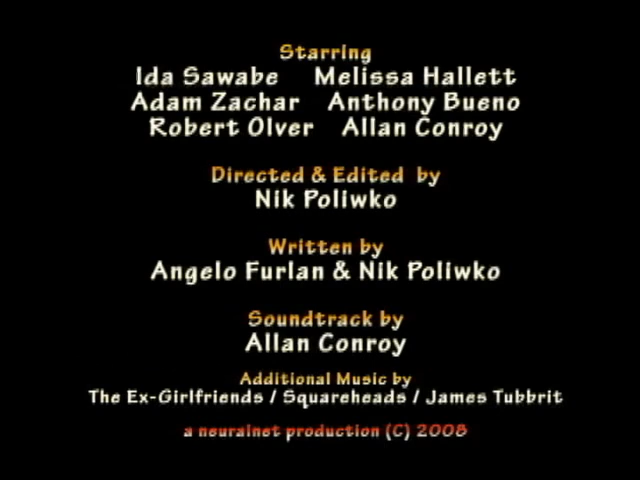 Starring
Ida Sawabe Melissa Hallett
Adam Zachar Anthony Bueno
Robert Olver Allan Conroy
Directed & Edited by
Nik Poliwko
Written by
Angelo Furlan & Nik Poliwko
Soundtrack by
Allan Conroy
Additional Music by
The Ex-Girlfriends / Squareheads / James Tubbrit
a neuralnet production (C) 2008